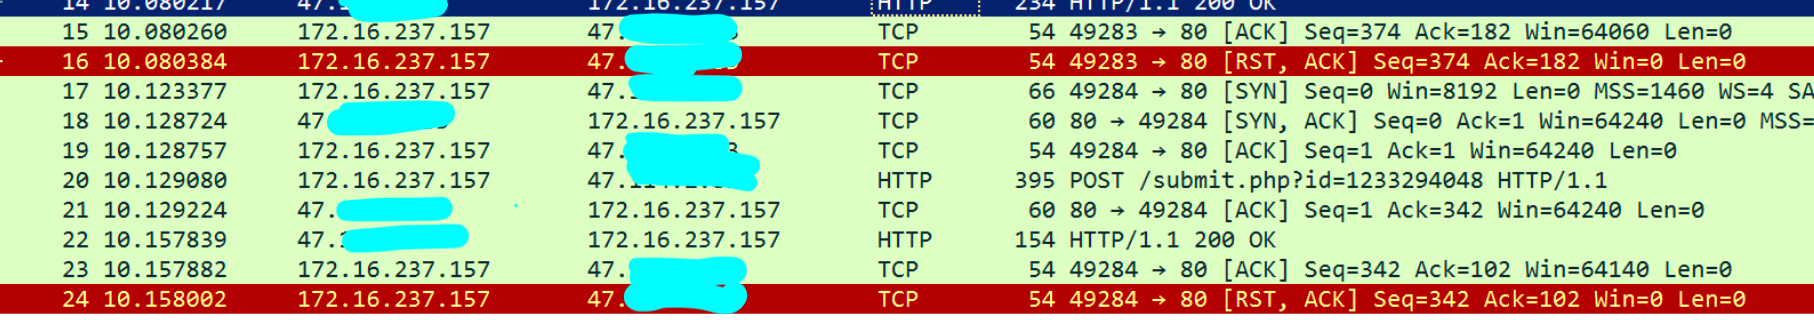 14 10.080217 47. 172.16.237.157 HTTP 234 HTTP/1.1 200 OK
15 10.080260 172.16.237.157 47. TCP 54 49283 → 80 [ACK] Seq=374 Ack=182 Win=64060 Len=0
16 10.080384 172.16.237.157 47. TCP 54 49283 → 80 [RST, ACK] Seq=374 Ack=182 Win=0 Len=0
17 10.123377 172.16.237.157 47. TCP 66 49284 → 80 [SYN] Seq=0 Win=8192 Len=0 MSS=1460 WS=4 SA
18 10.128724 47 172.16.237.157 TCP 60 80 → 49284 [SYN, ACK] Seq=0 Ack=1 Win=64240 Len=0 MSS=
19 10.128757 172.16.237.157 47. TCP 54 49284 → 80 [ACK] Seq=1 Ack=1 Win=64240 Len=0
20 10.129080 172.16.237.157 47. HTTP 395 POST /submit.php?id=1233294048 HTTP/1.1
21 10.129224 47. 172.16.237.157 TCP 60 80 → 49284 [ACK] Seq=1 Ack=342 Win=64240 Len=0
22 10.157839 47. 172.16.237.157 HTTP 154 HTTP/1.1 200 OK
23 10.157882 172.16.237.157 47. TCP 54 49284 → 80 [ACK] Seq=342 Ack=102 Win=64140 Len=0
24 10.158002 172.16.237.157 47. TCP 54 49284 → 80 [RST, ACK] Seq=342 Ack=102 Win=0 Len=0